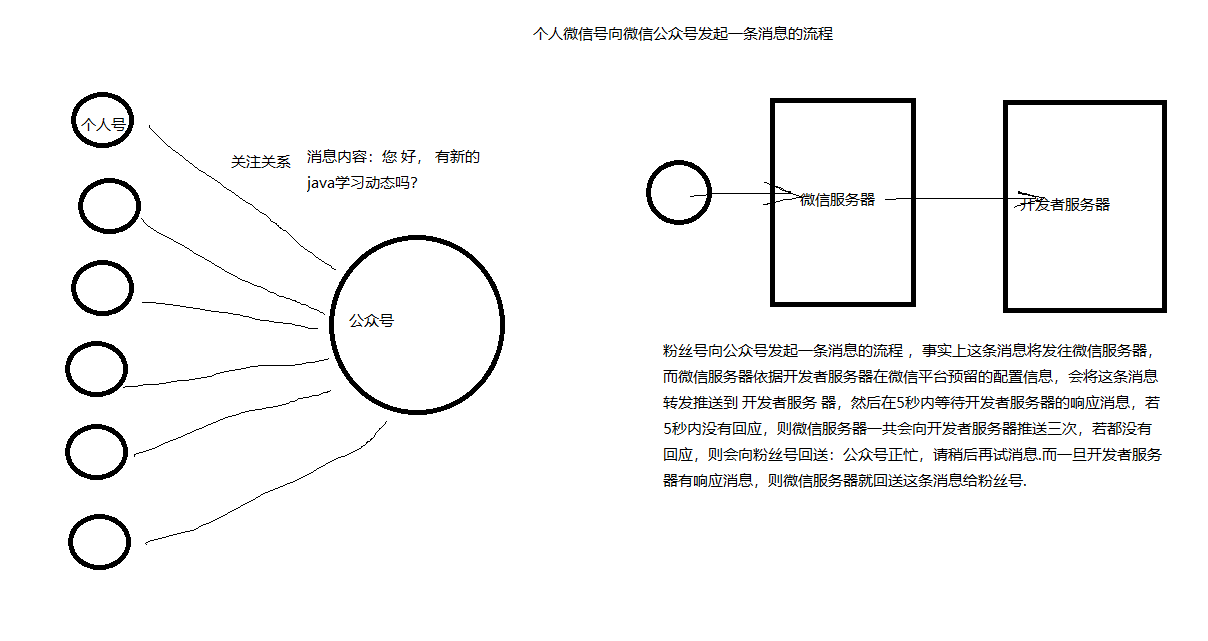 个人微信号向微信公众号发起一条消息的流程
个人号
关注关系
消息内容：您 好， 有新的
java学习动态吗？
公众号
微信服务器
开发者服务器
粉丝号向公众号发起一条消息的流程 ，事实上这条消息将发往微信服务器，
而微信服务器依据开发者服务器在微信平台预留的配置信息，会将这条消息
转发推送到 开发者服务 器，然后在5秒内等待开发者服务器的响应消息，若
5秒内没有回应，则微信服务器一共会向开发者服务器推送三次，若都没有
回应，则会向粉丝号回送：公众号正忙，请稍后再试消息.而一旦开发者服务
器有响应消息，则微信服务器就回送这条消息给粉丝号.